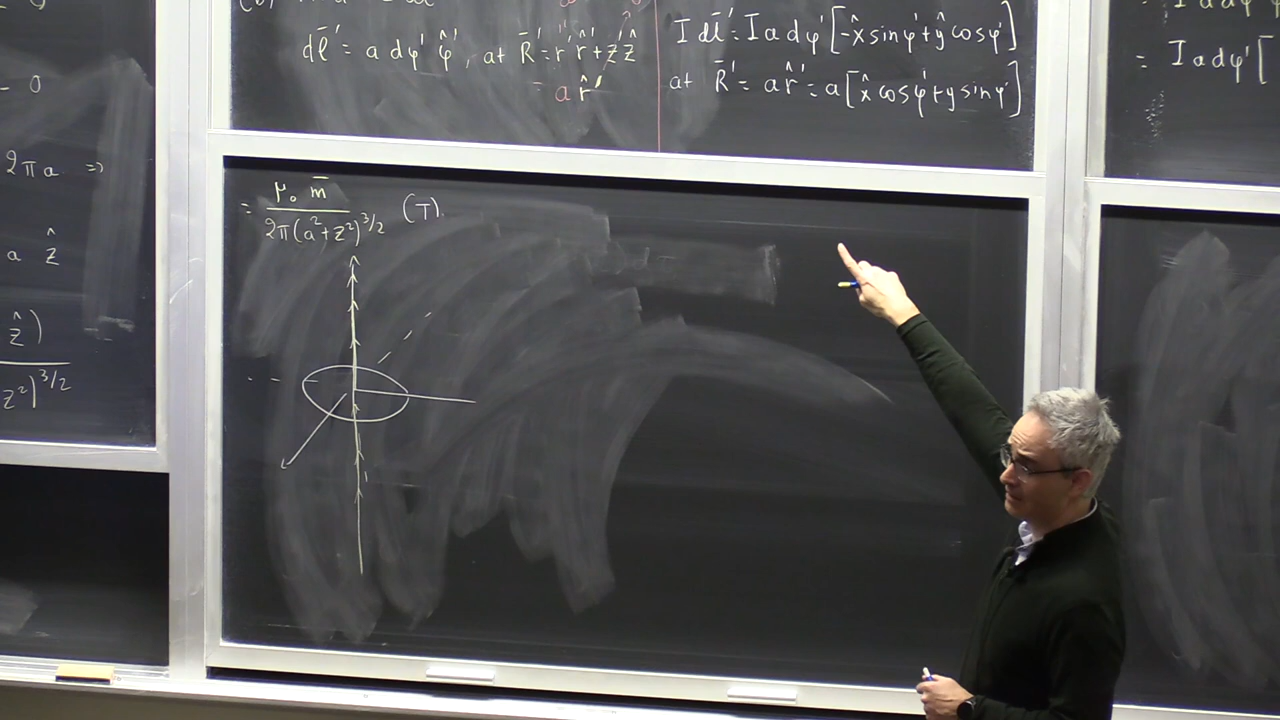 dl̄' = a dφ' φ̂', at R̄' = r' r̂' + z ẑ
= a r̂'
I dl̄' = I a dφ' [-x̂ sinφ' + ŷ cosφ']
at R̄' = a r̂' = a [x̂ cosφ' + y sinφ']
= I a dφ' [
- 0
2πa ⇒
a ẑ
ẑ)
z²)^3/2
= μ₀ m̄ / 2π(a² + z²)^3/2 (T)